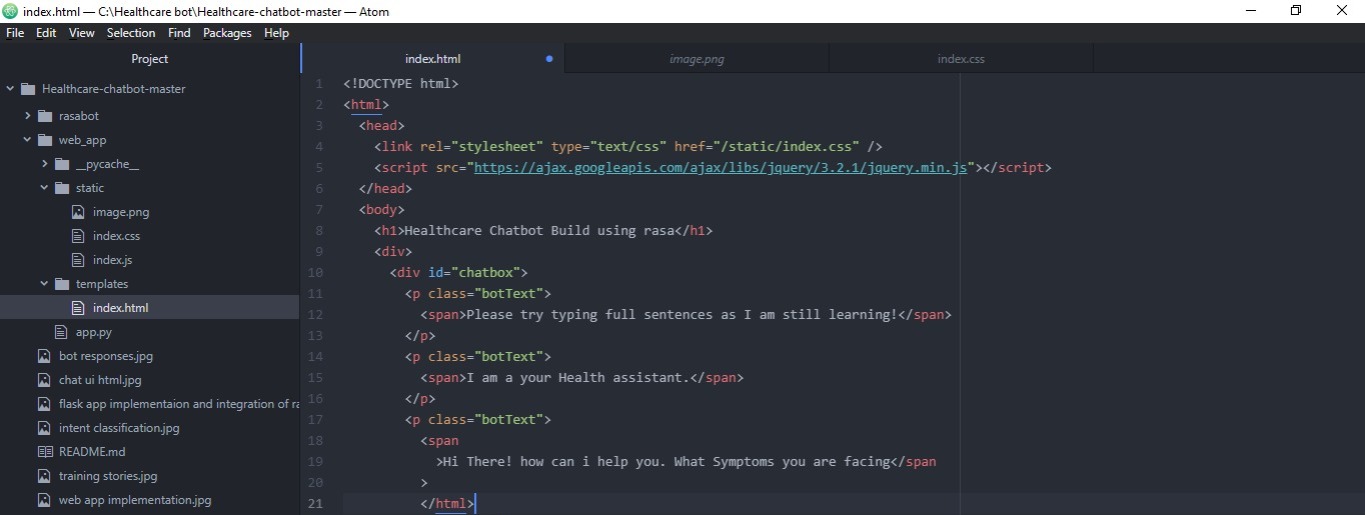 index.html — C:\Healthcare bot\Healthcare-chatbot-master — Atom
File Edit View Selection Find Packages Help
Project
Healthcare-chatbot-master
rasabot
web_app
__pycache__
static
image.png
index.css
index.js
templates
index.html
app.py
bot responses.jpg
chat ui html.jpg
flask app implementaion and integration of ra
intent classification.jpg
README.md
training stories.jpg
web app implementation.jpg
index.html image.png index.css
1 <!DOCTYPE html>
2 <html>
3 <head>
4 <link rel="stylesheet" type="text/css" href="/static/index.css" />
5 <script src="https://ajax.googleapis.com/ajax/libs/jquery/3.2.1/jquery.min.js"></script>
6 </head>
7 <body>
8 <h1>Healthcare Chatbot Build using rasa</h1>
9 <div>
10 <div id="chatbox">
11 <p class="botText">
12 <span>Please try typing full sentences as I am still learning!</span>
13 </p>
14 <p class="botText">
15 <span>I am a your Health assistant.</span>
16 </p>
17 <p class="botText">
18 <span
19 >Hi There! how can i help you. What Symptoms you are facing</span
20 >
21 </html>